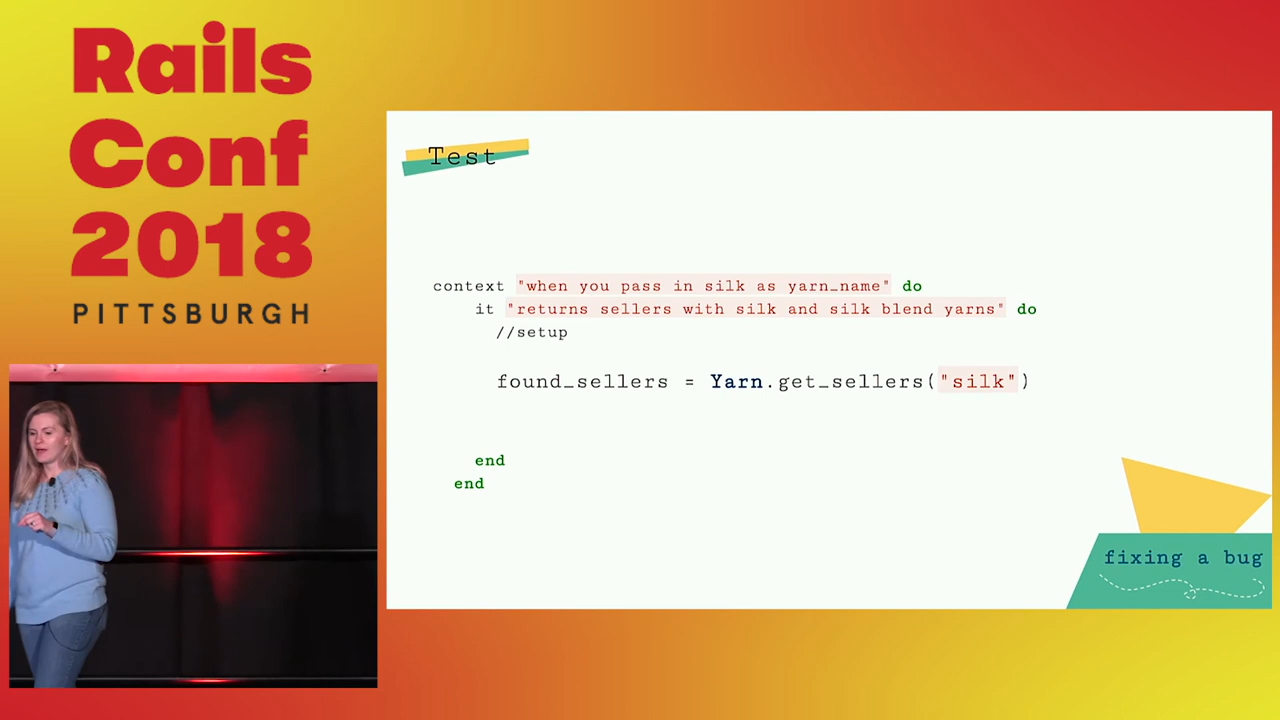 Rails
Conf
2018
PITTSBURGH
Test
context "when you pass in silk as yarn_name" do
it "returns sellers with silk and silk blend yarns" do
//setup
found_sellers = Yarn.get_sellers("silk")
end
end
fixing a bug